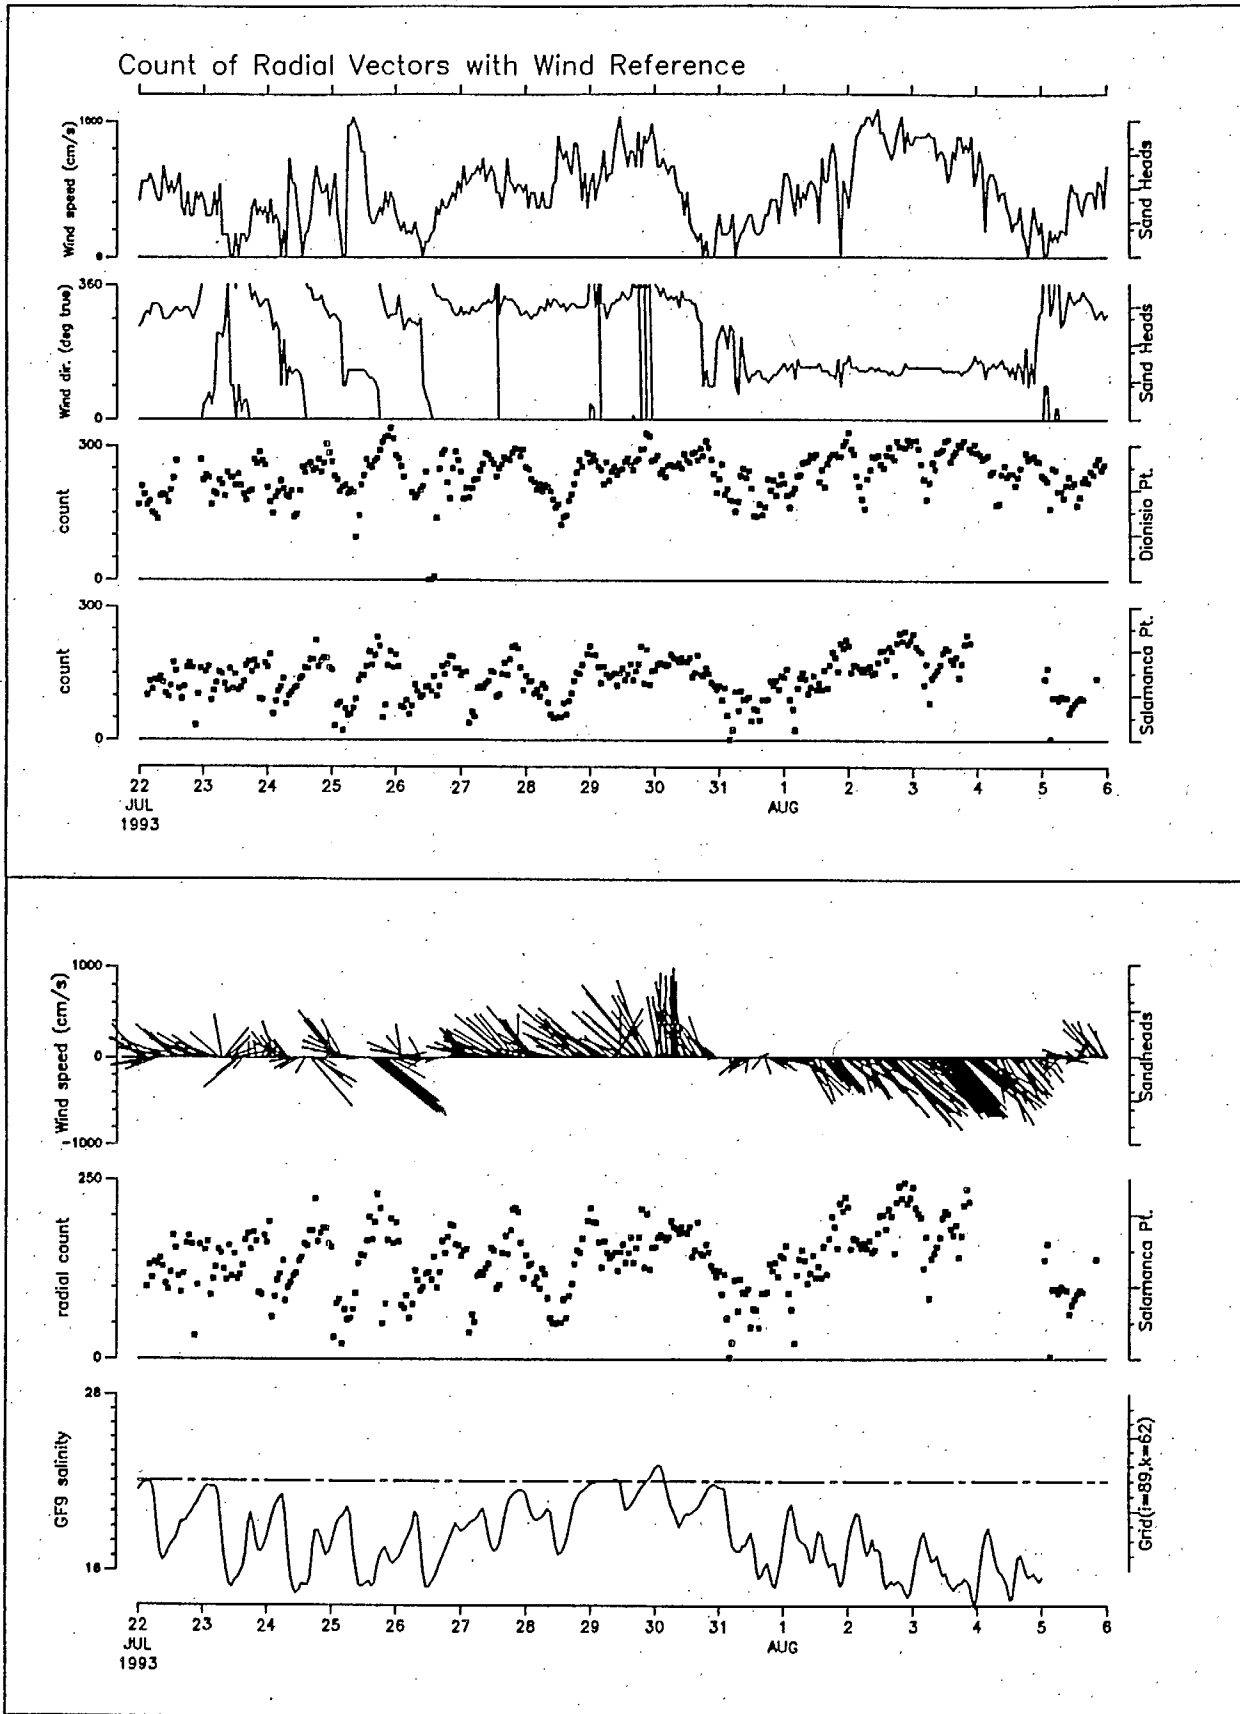 Count of Radial Vectors with Wind Reference
1000
0
Wind speed (cm/s)
Sand Heads
360
0
Wind dir. (deg true)
Sand Heads
300
0
count
Dionisio Pt.
300
0
count
Salamanca Pt.
22 23 24 25 26 27 28 29 30 31 1 2 3 4 5 6
JUL AUG
1993
1000
0
-1000
Wind speed (cm/s)
Sandheads
250
0
radial count
Salamanca Pt.
28
GF9 salinity
Grid(i=89,k=62)
22 23 24 25 26 27 28 29 30 31 1 2 3 4 5 6
JUL AUG
1993